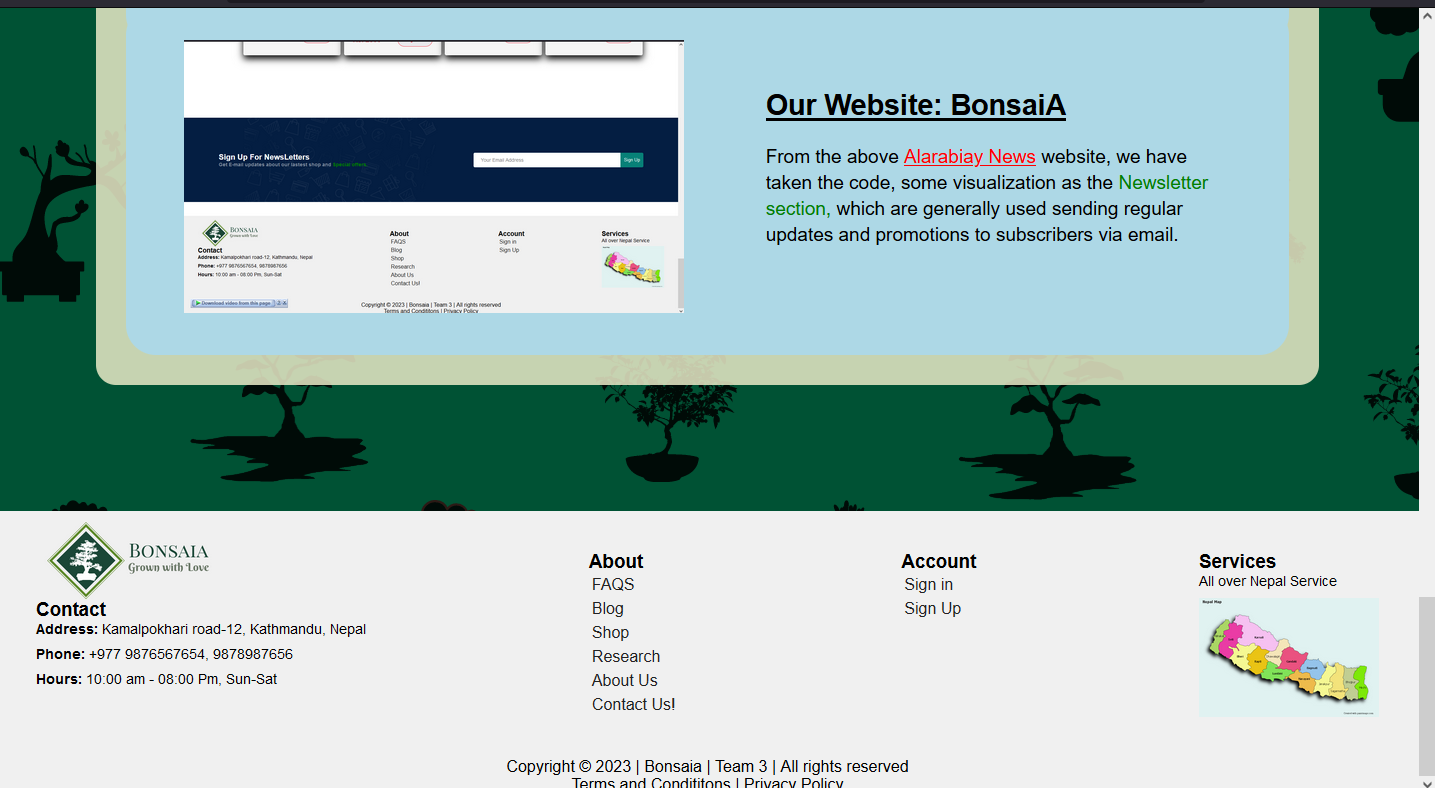 Sign Up For NewsLetters
Get E-mail updates about our lastest shop and Special offers.
Your Email Address
Sign Up
BONSAIA
Grown with Love
Contact
Address: Kamalpokhari road-12, Kathmandu, Nepal
Phone: +977 9876567654, 9878987656
Hours: 10:00 am - 08:00 Pm, Sun-Sat
About
FAQS
Blog
Shop
Research
About Us
Contact Us!
Account
Sign in
Sign Up
Services
All over Nepal Service
Download video from this page
Copyright © 2023 | Bonsaia | Team 3 | All rights reserved
Terms and Condititons | Privacy Policy
Our Website: BonsaiA
From the above Alarabiay News website, we have
taken the code, some visualization as the Newsletter
section, which are generally used sending regular
updates and promotions to subscribers via email.
BONSAIA
Grown with Love
Contact
Address: Kamalpokhari road-12, Kathmandu, Nepal
Phone: +977 9876567654, 9878987656
Hours: 10:00 am - 08:00 Pm, Sun-Sat
About
FAQS
Blog
Shop
Research
About Us
Contact Us!
Account
Sign in
Sign Up
Services
All over Nepal Service
Nepal Map
Copyright © 2023 | Bonsaia | Team 3 | All rights reserved
Terms and Condititons | Privacy Policy